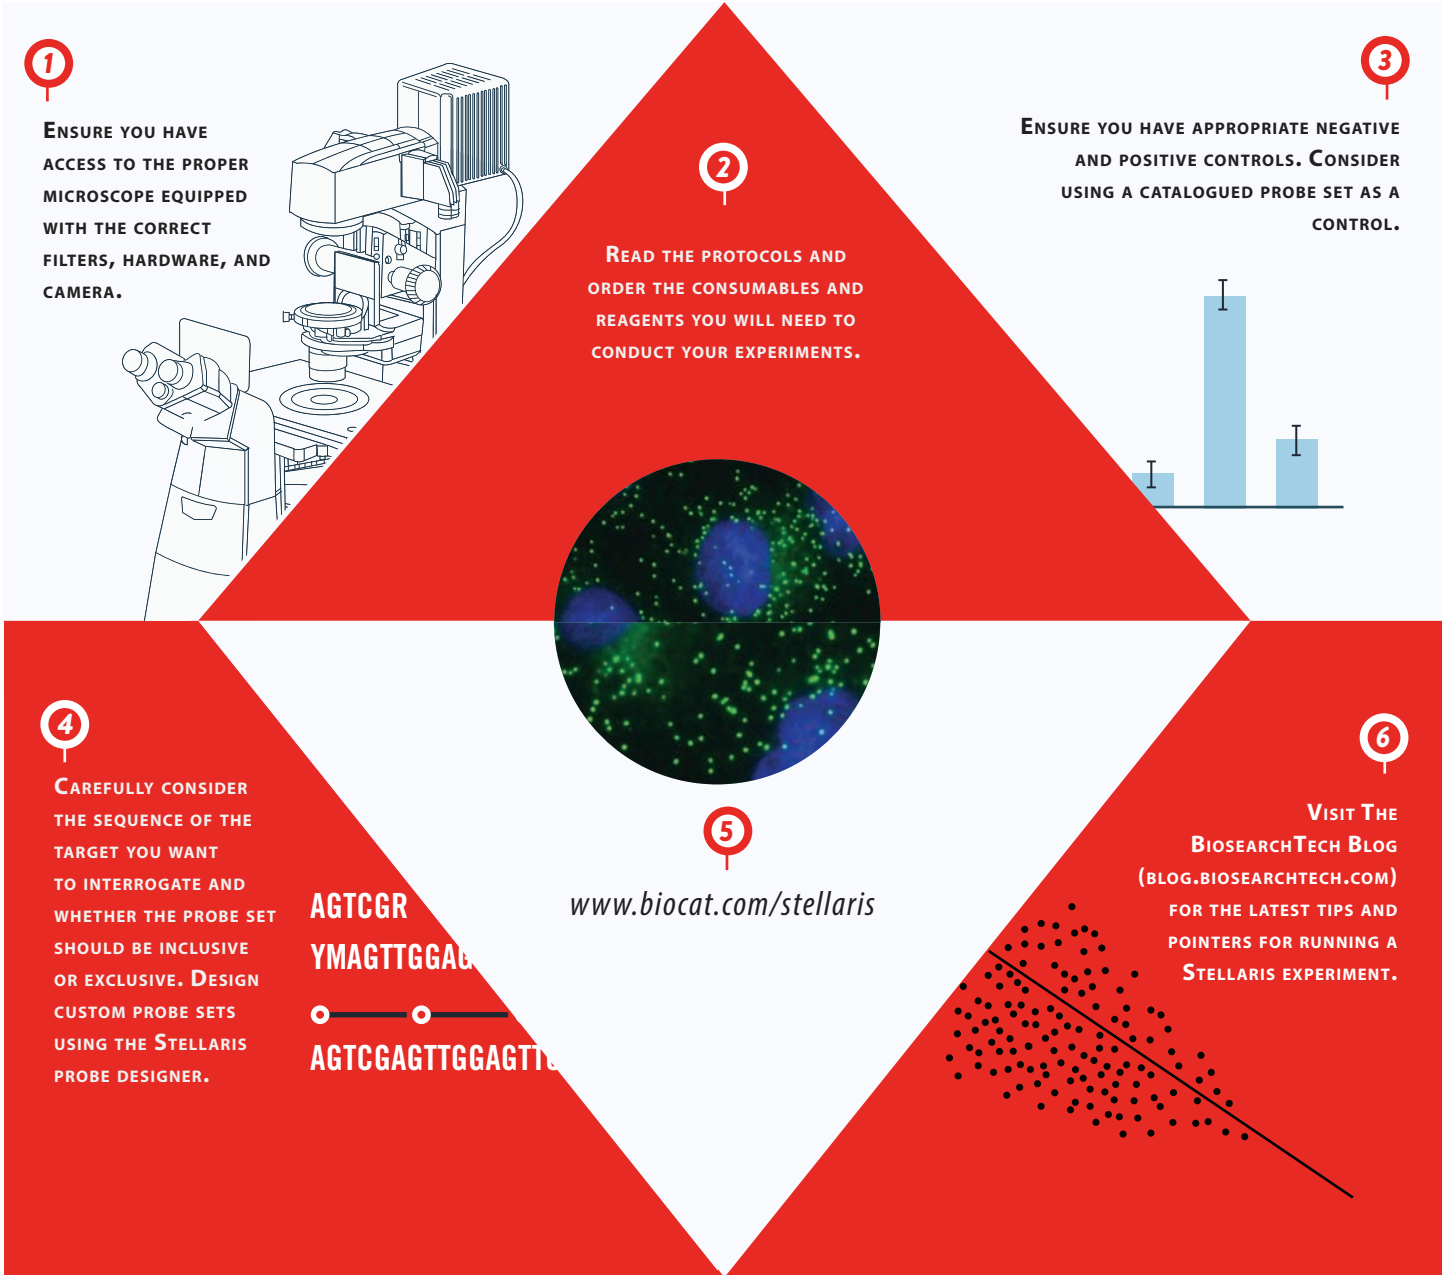 1
Ensure you have
access to the proper
microscope equipped
with the correct
filters, hardware, and
camera.
2
Read the protocols and
order the consumables and
reagents you will need to
conduct your experiments.
3
Ensure you have appropriate negative
and positive controls. Consider
using a catalogued probe set as a
control.
4
Carefully consider
the sequence of the
target you want
to interrogate and
whether the probe set
should be inclusive
or exclusive. Design
custom probe sets
using the Stellaris
probe designer.
AGTCGR
YMAGTTGGAG
AGTCGAGTTGGAGTT
5
www.biocat.com/stellaris
6
Visit The
BiosearchTech Blog
(blog.biosearchtech.com)
for the latest tips and
pointers for running a
Stellaris experiment.